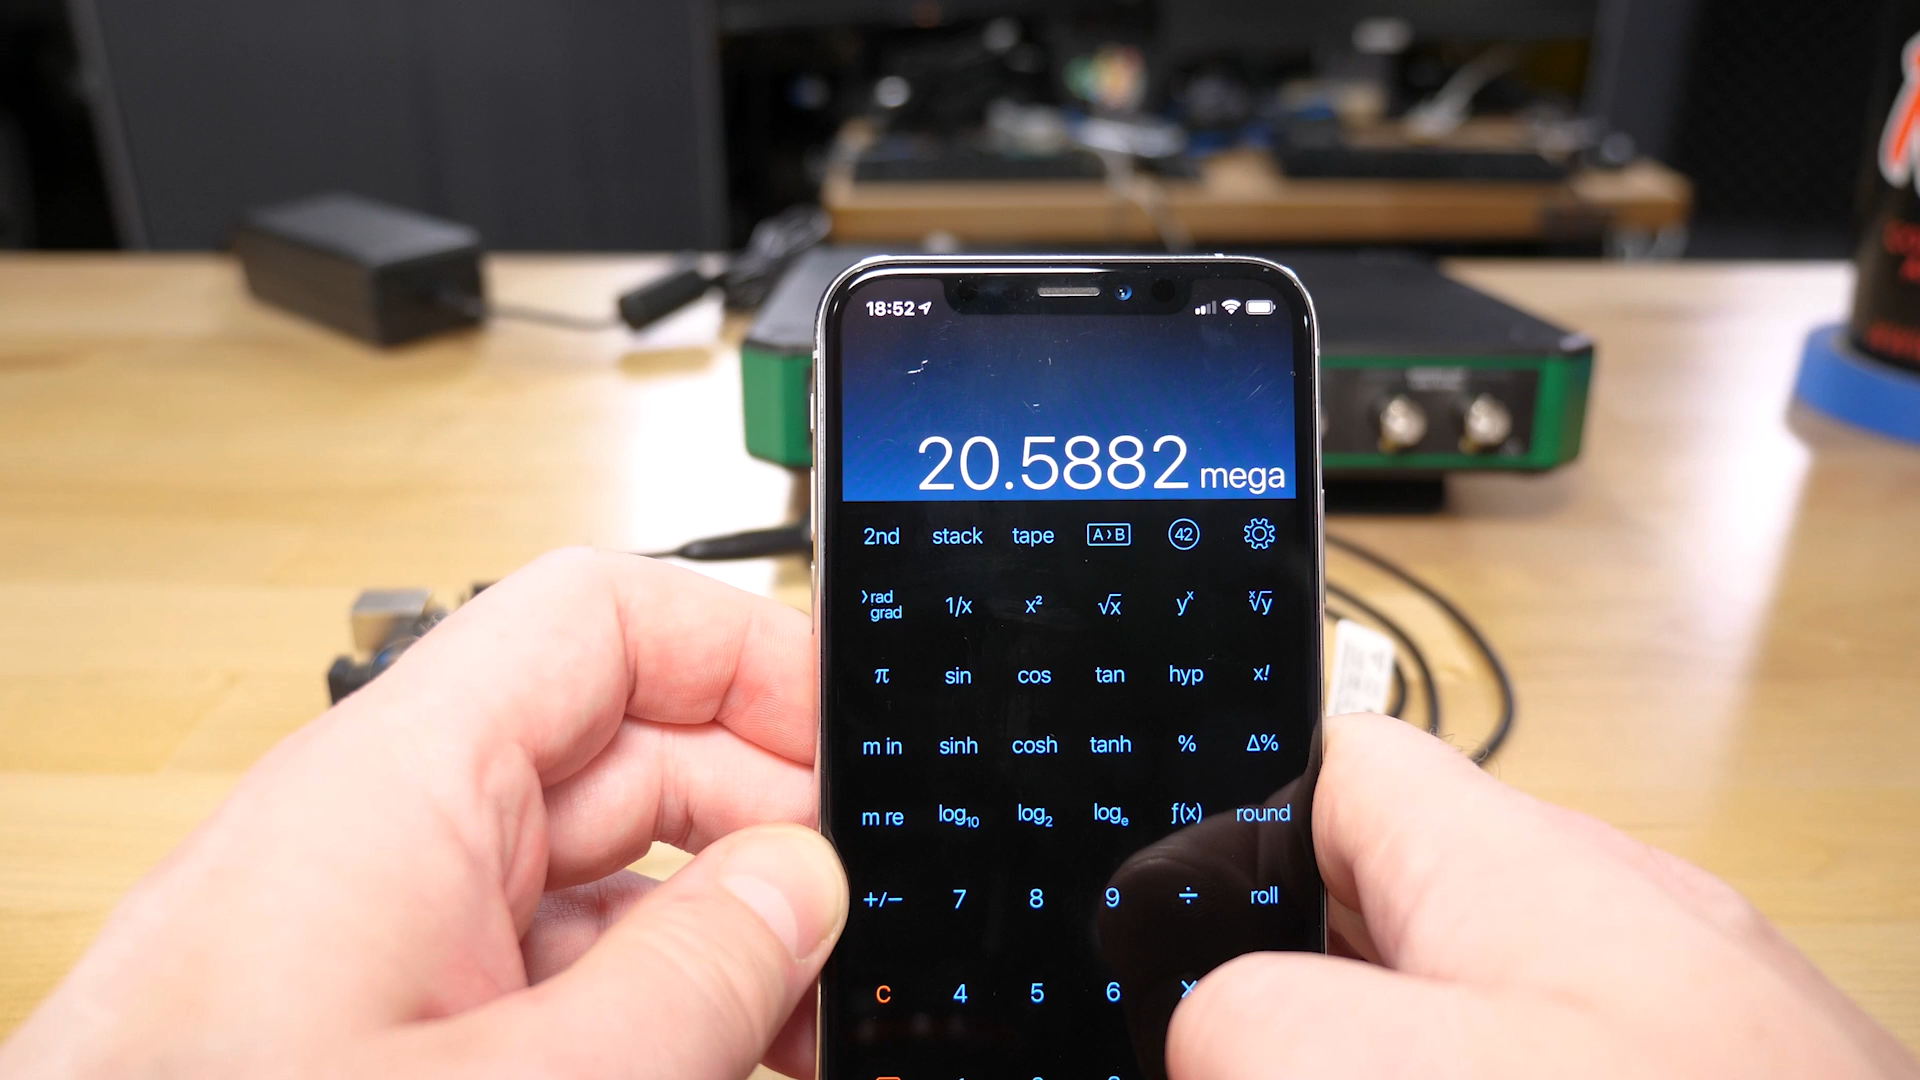 18:52
20.5882 mega
2nd stack tape A›B 42
›rad grad 1/x x² √x yˣ ˣ√y
π sin cos tan hyp x!
m in sinh cosh tanh % Δ%
m re log₁₀ log₂ logₑ ƒ(x) round
+/− 7 8 9 ÷ roll
C 4 5 6 ×